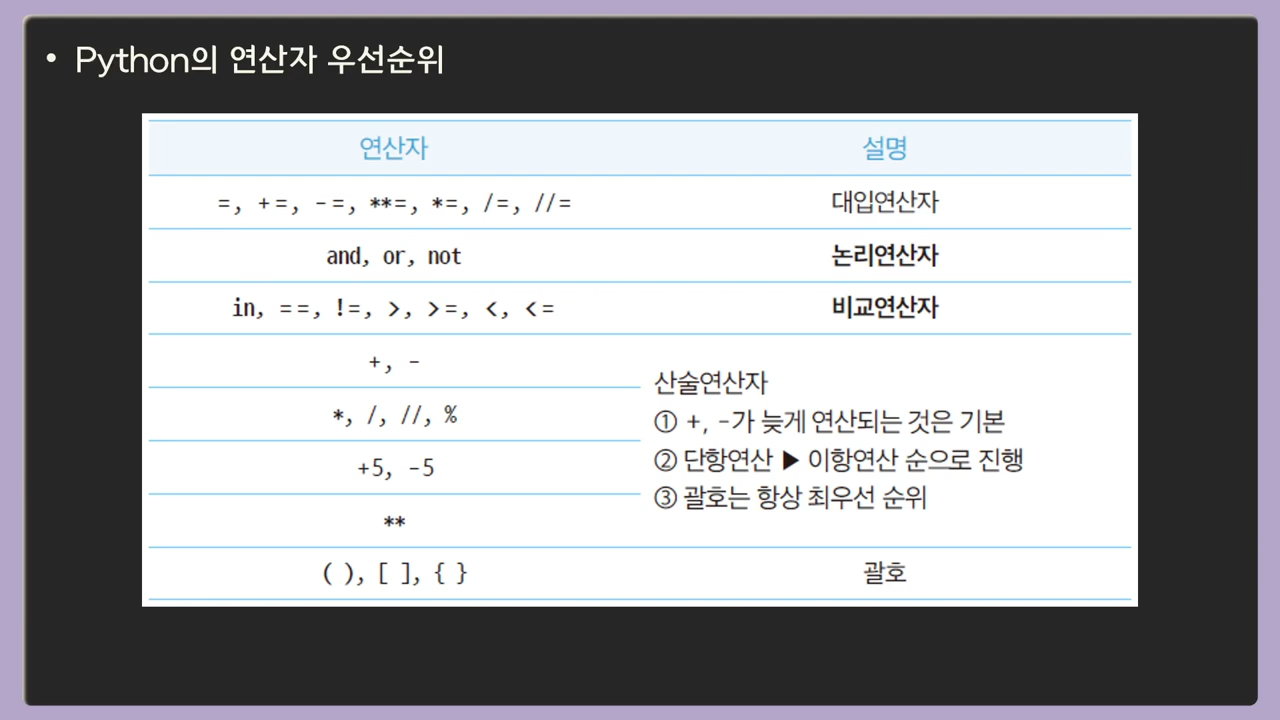 • Python의 연산자 우선순위
연산자 설명
=, +=, -=, **=, *=, /=, //= 대입연산자
and, or, not 논리연산자
in, ==, !=, >, >=, <, <= 비교연산자
+, -
*, /, //, %
+5, -5
**
산술연산자
① +, -가 늦게 연산되는 것은 기본
② 단항연산 ▶ 이항연산 순으로 진행
③ 괄호는 항상 최우선 순위
( ), [ ], { } 괄호